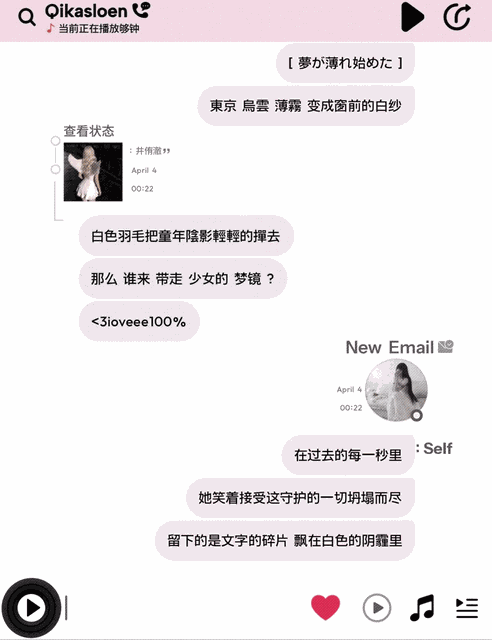 Qikasloen
当前正在播放够钟
[ 夢が薄れ始めた ]
東京 烏雲 薄霧 变成窗前的白纱
查看状态
：井侑澈”
April 4
00:22
白色羽毛把童年陰影輕輕的撣去
那么 谁来 带走 少女的 梦镜 ?
<3ioveee100%
New Email
April 4
00:22
: Self
在过去的每一秒里
她笑着接受这守护的一切坍塌而尽
留下的是文字的碎片 飘在白色的阴霾里